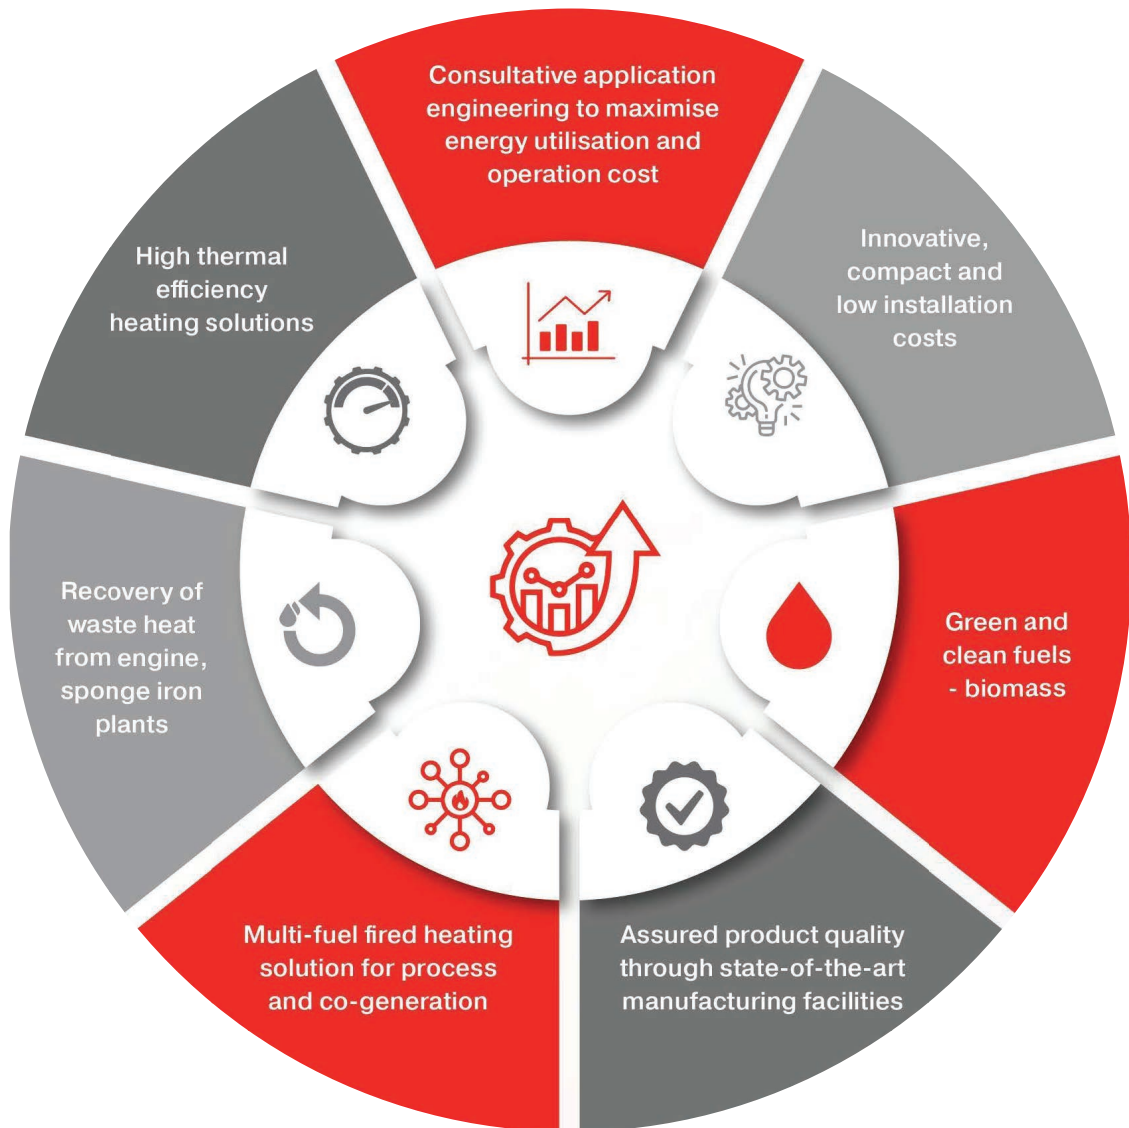 Consultative application
engineering to maximise
energy utilisation and
operation cost
Innovative,
compact and
low installation
costs
Green and
clean fuels
- biomass
Assured product quality
through state-of-the-art
manufacturing facilities
Multi-fuel fired heating
solution for process
and co-generation
Recovery of
waste heat
from engine,
sponge iron
plants
High thermal
efficiency
heating solutions